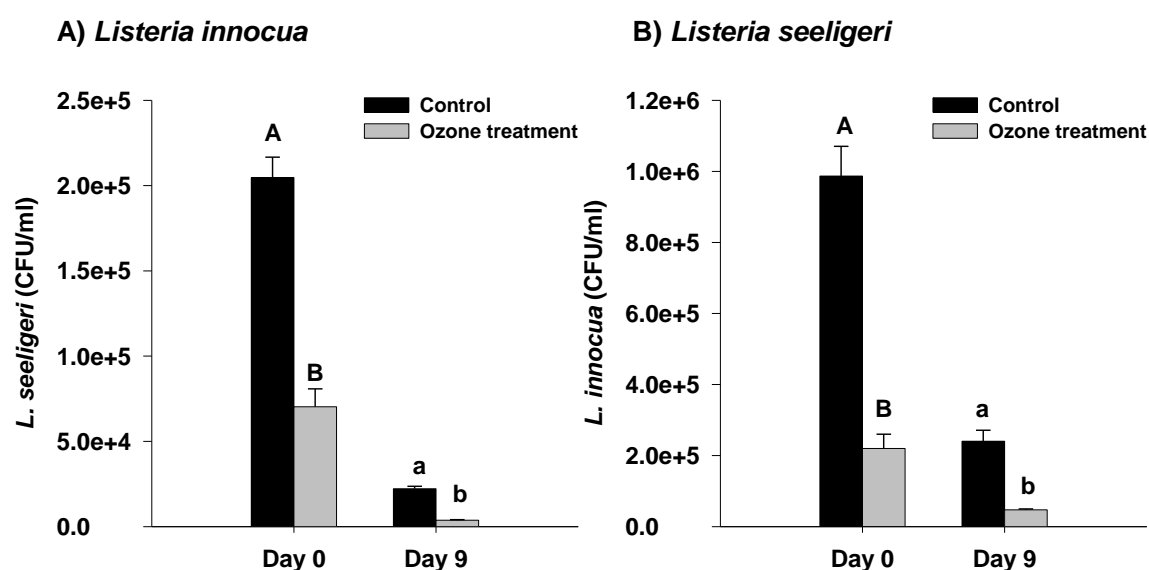 A) Listeria innocua
2.5e+5
2.0e+5
1.5e+5
1.0e+5
5.0e+4
0.0
L. seeligeri (CFU/ml)
Control
Ozone treatment
A
B
a
b
Day 0 Day 9
B) Listeria seeligeri
1.2e+6
1.0e+6
8.0e+5
6.0e+5
4.0e+5
2.0e+5
0.0
L. innocua (CFU/ml)
Control
Ozone treatment
A
B
a
b
Day 0 Day 9